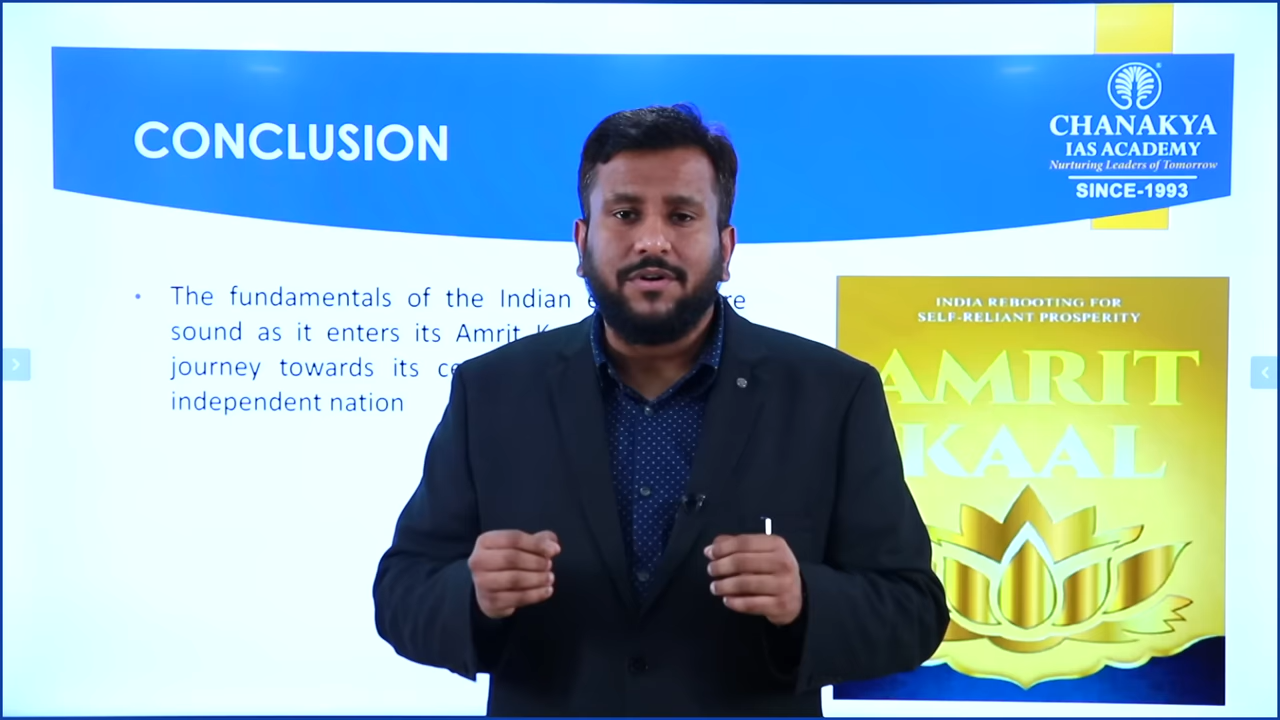 CONCLUSION
CHANAKYA
IAS ACADEMY
Nurturing Leaders of Tomorrow
SINCE-1993
The fundamentals of the Indian
sound as it enters its Amrit
journey towards its
independent nation
INDIA REBOOTING FOR
SELF-RELIANT PROSPERITY
AMRIT
KAAL